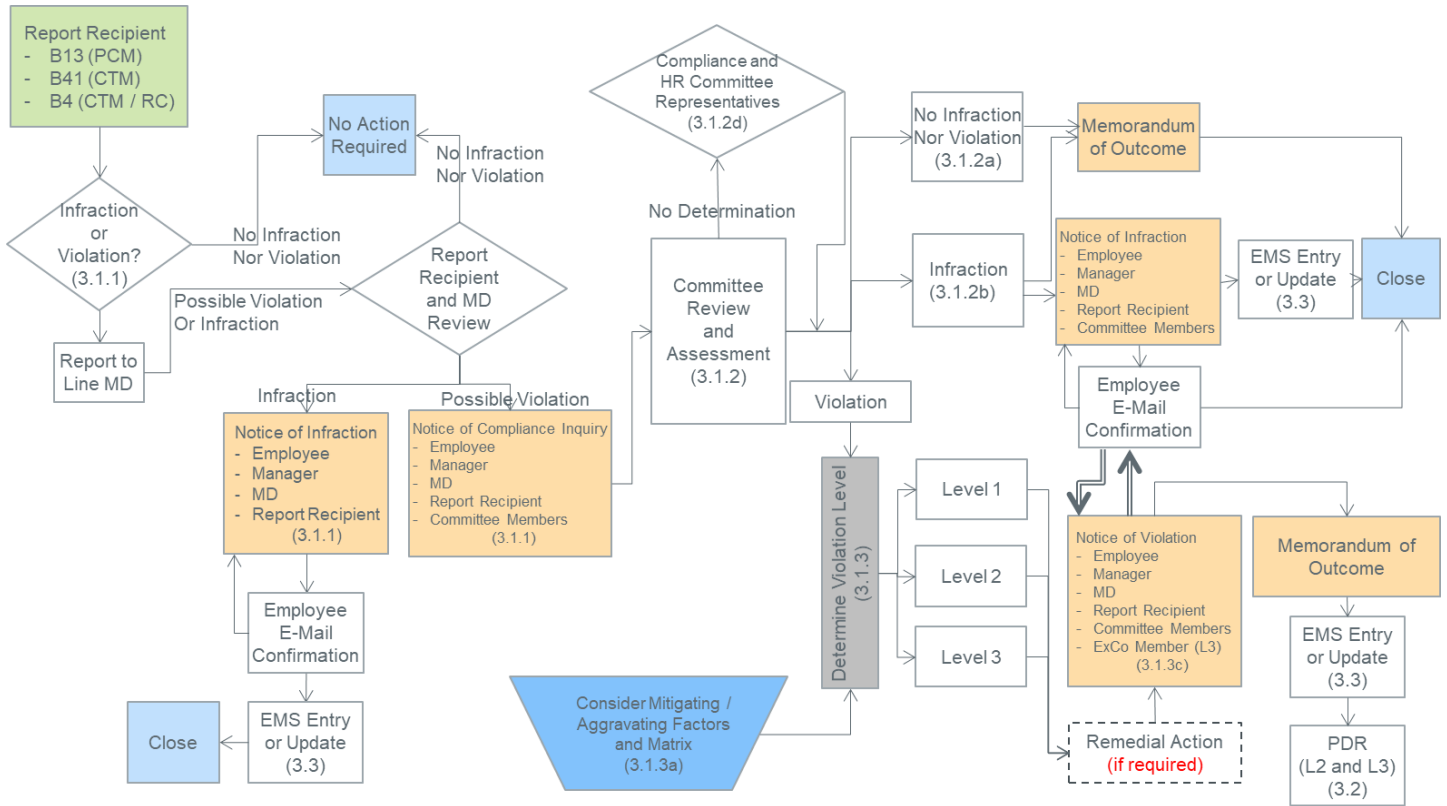 Report Recipient
- B13 (PCM)
- B41 (CTM)
- B4 (CTM / RC)
Infraction
or
Violation?
(3.1.1)
No Infraction
Nor Violation
No Action
Required
No Infraction
Nor Violation
Report to
Line MD
Possible Violation
Or Infraction
Report
Recipient
and MD
Review
Infraction
Notice of Infraction
- Employee
- Manager
- MD
- Report Recipient
(3.1.1)
Employee
E-Mail
Confirmation
EMS Entry
or Update
(3.3)
Close
Possible Violation
Notice of Compliance Inquiry
- Employee
- Manager
- MD
- Report Recipient
- Committee Members
(3.1.1)
Committee
Review
and
Assessment
(3.1.2)
No Determination
Compliance and
HR Committee
Representatives
(3.1.2d)
No Infraction
Nor Violation
(3.1.2a)
Memorandum
of Outcome
Infraction
(3.1.2b)
Notice of Infraction
- Employee
- Manager
- MD
- Report Recipient
- Committee Members
EMS Entry
or Update
(3.3)
Close
Employee
E-Mail
Confirmation
Violation
Determine Violation Level
(3.1.3)
Consider Mitigating /
Aggravating Factors
and Matrix
(3.1.3a)
Level 1
Level 2
Level 3
Remedial Action
(if required)
Notice of Violation
- Employee
- Manager
- MD
- Report Recipient
- Committee Members
- ExCo Member (L3)
(3.1.3c)
Memorandum of
Outcome
EMS Entry
or Update
(3.3)
PDR
(L2 and L3)
(3.2)